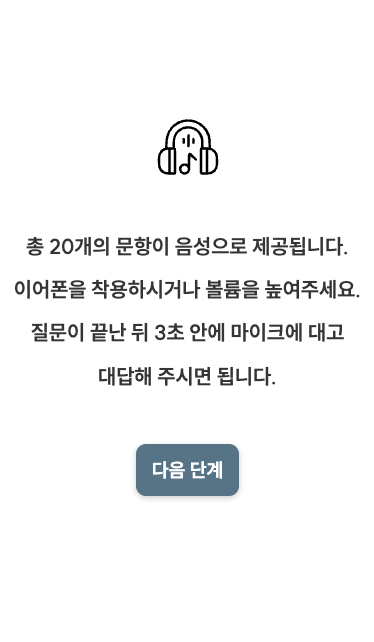 총 20개의 문항이 음성으로 제공됩니다.
이어폰을 착용하시거나 볼륨을 높여주세요.
질문이 끝난 뒤 3초 안에 마이크에 대고
대답해 주시면 됩니다.
다음 단계